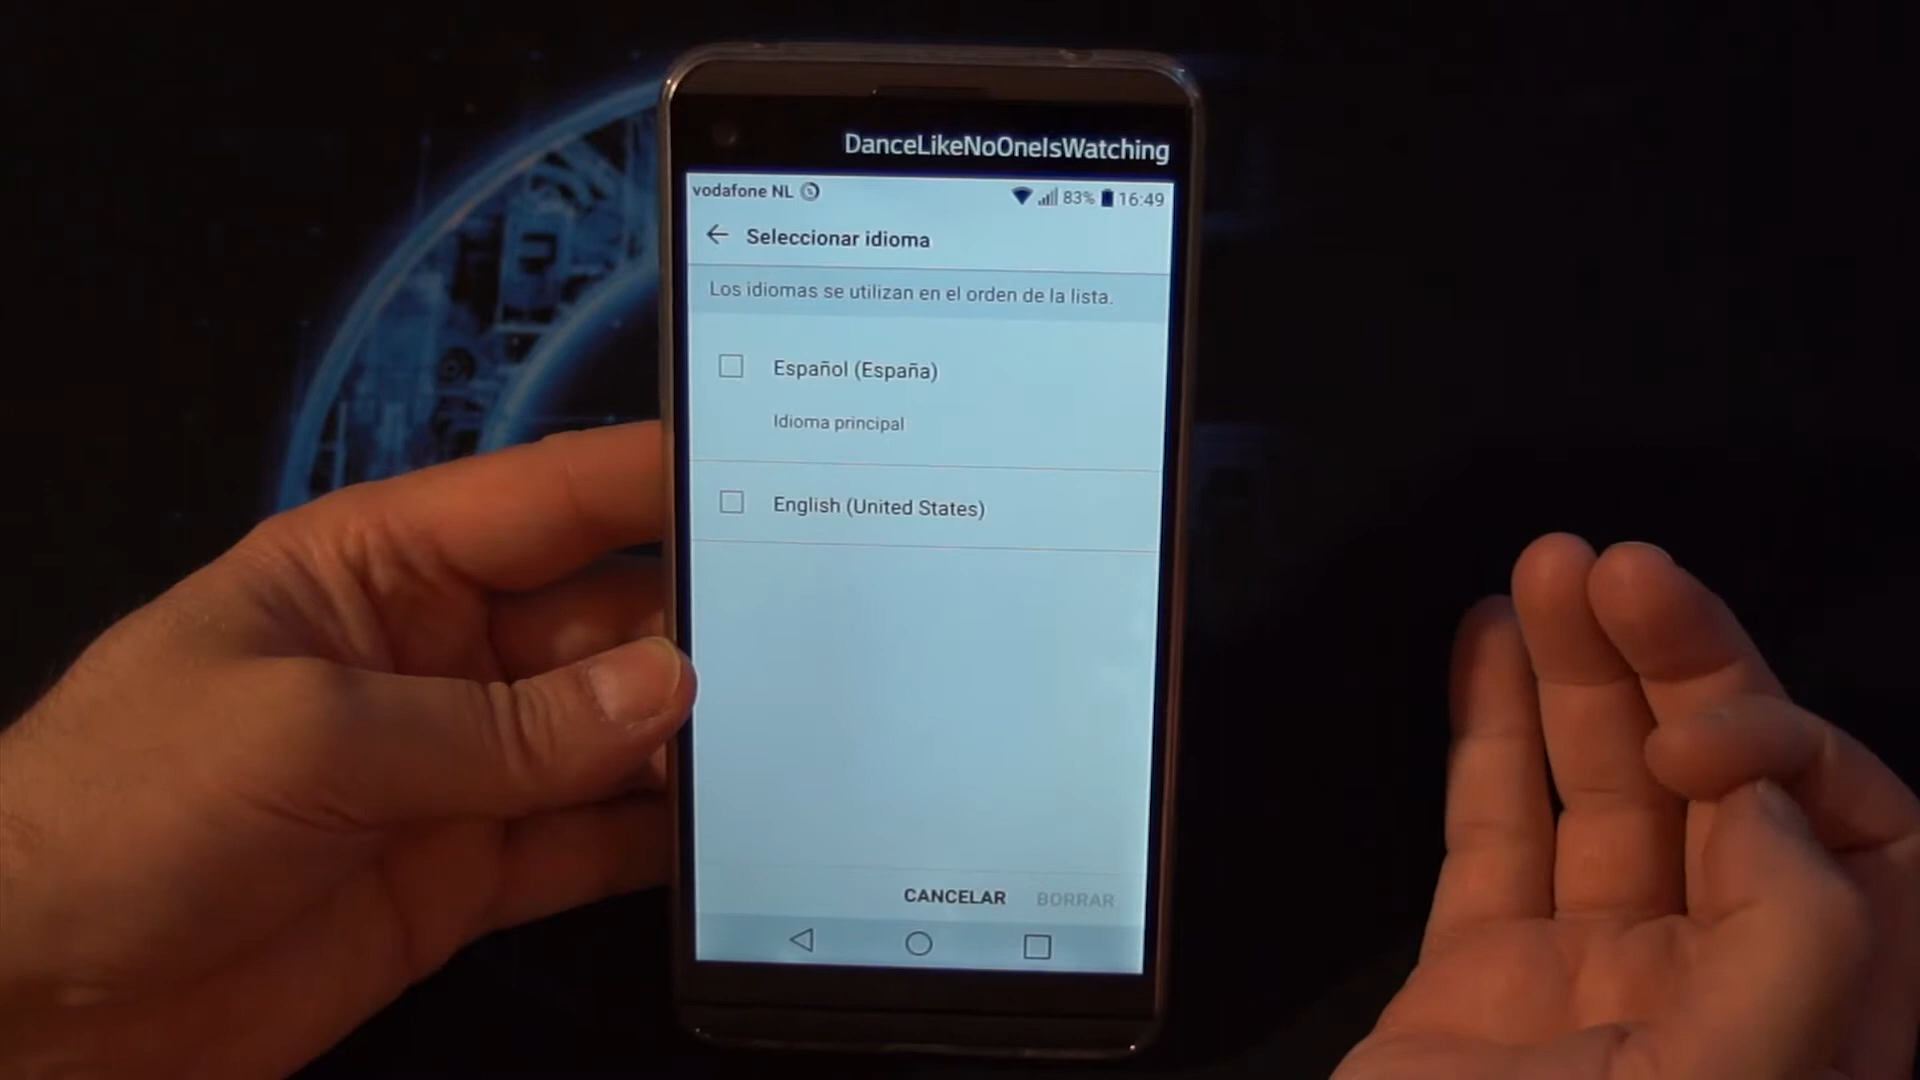 DanceLikeNoOneIsWatching
vodafone NL 83% 16:49
Seleccionar idioma
Los idiomas se utilizan en el orden de la lista.
Español (España)
Idioma principal
English (United States)
CANCELAR BORRAR